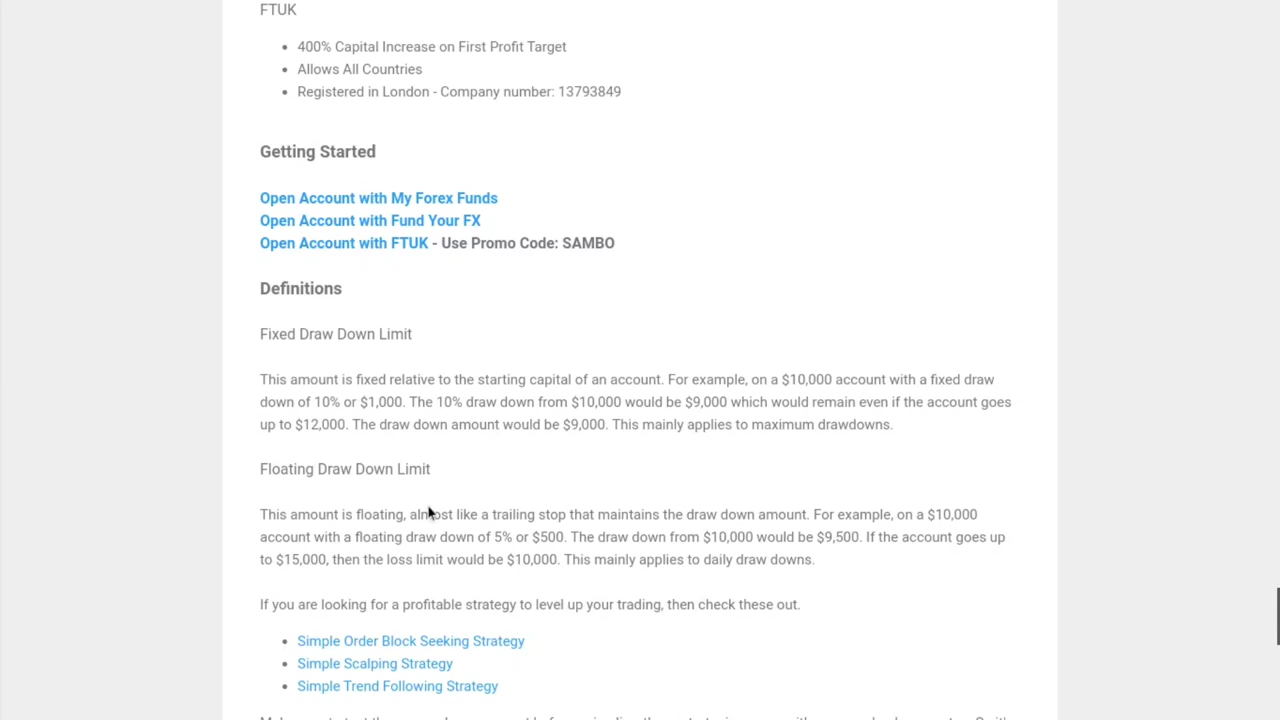 FTUK
400% Capital Increase on First Profit Target
Allows All Countries
Registered in London - Company number: 13793849
Getting Started
Open Account with My Forex Funds
Open Account with Fund Your FX
Open Account with FTUK - Use Promo Code: SAMBO
Definitions
Fixed Draw Down Limit
This amount is fixed relative to the starting capital of an account. For example, on a $10,000 account with a fixed draw
down of 10% or $1,000. The 10% draw down from $10,000 would be $9,000 which would remain even if the account goes
up to $12,000. The draw down amount would be $9,000. This mainly applies to maximum drawdowns.
Floating Draw Down Limit
This amount is floating, almost like a trailing stop that maintains the draw down amount. For example, on a $10,000
account with a floating draw down of 5% or $500. The draw down from $10,000 would be $9,500. If the account goes up
to $15,000, then the loss limit would be $10,000. This mainly applies to daily draw downs.
If you are looking for a profitable strategy to level up your trading, then check these out.
Simple Order Block Seeking Strategy
Simple Scalping Strategy
Simple Trend Following Strategy